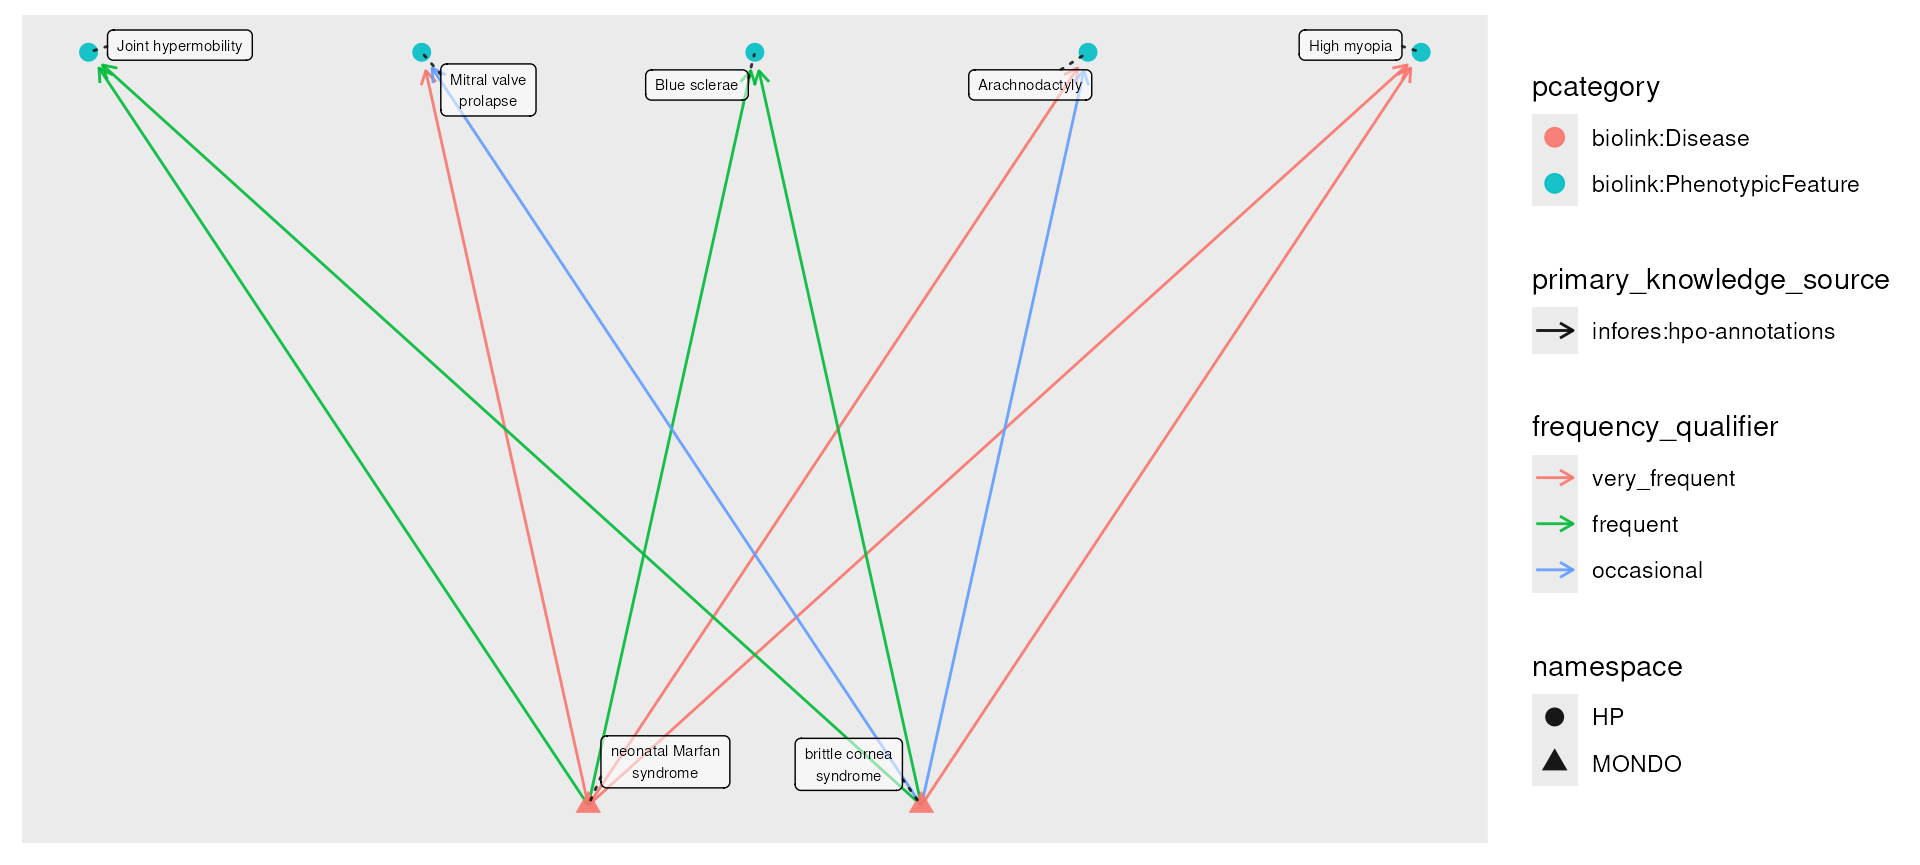 Joint hypermobility
Mitral valve
prolapse
Blue sclerae
Arachnodactyly
High myopia
neonatal Marfan
syndrome
brittle cornea
syndrome
pcategory
biolink:Disease
biolink:PhenotypicFeature
primary_knowledge_source
infores:hpo-annotations
frequency_qualifier
very_frequent
frequent
occasional
namespace
HP
MONDO